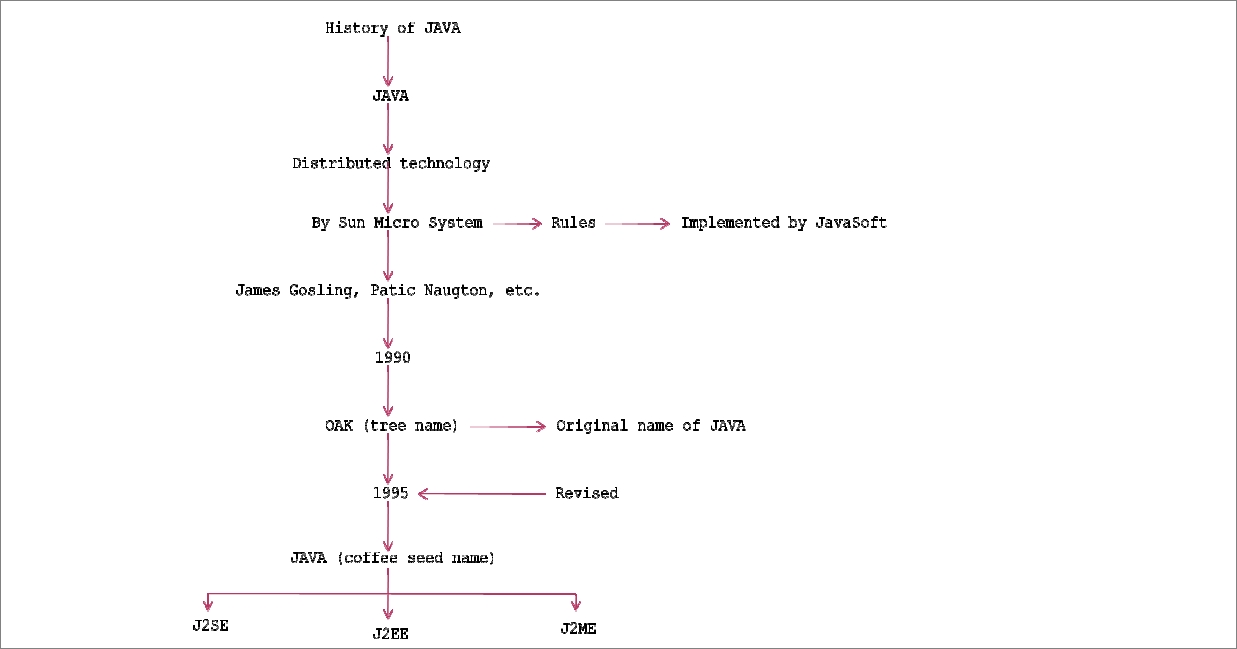 History of JAVA
JAVA
Distributed technology
By Sun Micro System Rules Implemented by JavaSoft
James Gosling, Patic Naugton, etc.
1990
OAK (tree name) Original name of JAVA
1995 Revised
JAVA (coffee seed name)
J2SE J2EE J2ME